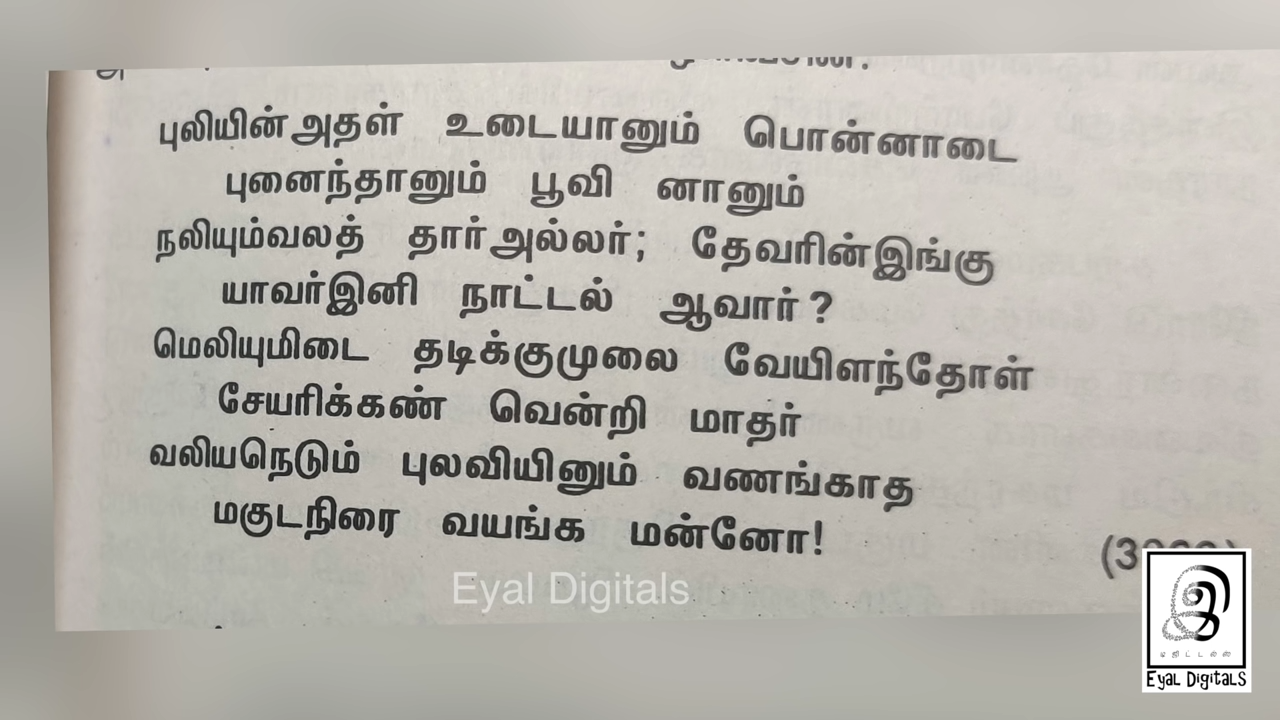 புலியின்அதள் உடையானும் பொன்னாடை
புனைந்தானும் பூவி னானும்
நலியும்வலத் தார்அல்லர்; தேவரின்இங்கு
யாவர்இனி நாட்டல் ஆவார்?
மெலியுமிடை தடிக்குமுலை வேயிளந்தோள்
சேயரிக்கண் வென்றி மாதர்
வலியநெடும் புலவியினும் வணங்காத
மகுடநிரை வயங்க மன்னோ!
Eyal Digitals
டிஜிட்டல்ஸ்
Eyal Digitals